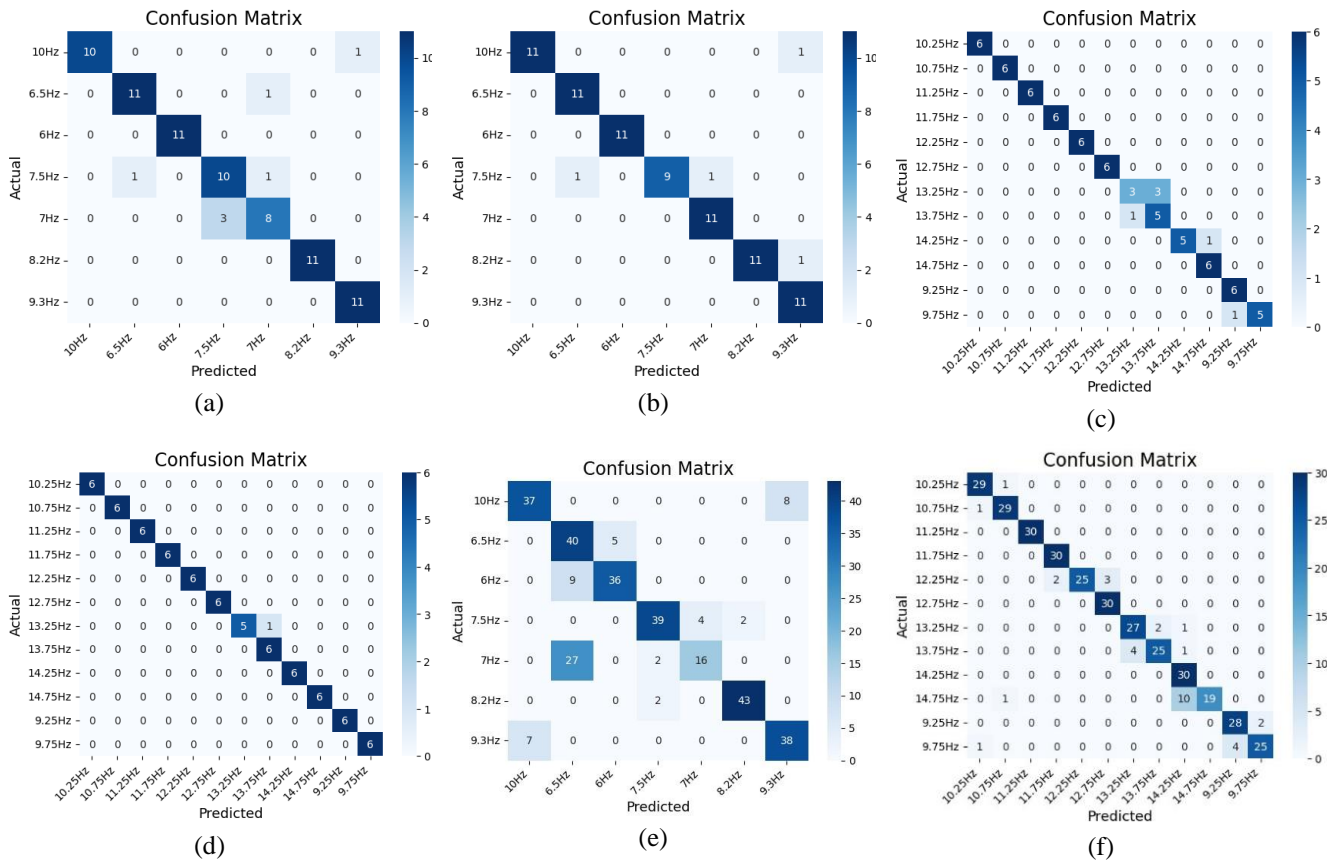 Confusion Matrix
10Hz 10 0 0 0 0 0 1
6.5Hz 0 11 0 0 1 0 0
6Hz 0 0 11 0 0 0 0
7.5Hz 0 1 0 10 1 0 0
7Hz 0 0 0 3 8 0 0
8.2Hz 0 0 0 0 0 11 0
9.3Hz 0 0 0 0 0 0 11
Actual
10Hz 6.5Hz 6Hz 7.5Hz 7Hz 8.2Hz 9.3Hz
Predicted
10
8
6
4
2
0
(a)
Confusion Matrix
10Hz 11 0 0 0 0 0 1
6.5Hz 0 11 0 0 0 0 0
6Hz 0 0 11 0 0 0 0
7.5Hz 0 1 0 9 1 0 0
7Hz 0 0 0 0 11 0 0
8.2Hz 0 0 0 0 0 11 1
9.3Hz 0 0 0 0 0 0 11
Actual
10Hz 6.5Hz 6Hz 7.5Hz 7Hz 8.2Hz 9.3Hz
Predicted
10
8
6
4
2
0
(b)
Confusion Matrix
10.25Hz 6 0 0 0 0 0 0 0 0 0 0 0
10.75Hz 0 6 0 0 0 0 0 0 0 0 0 0
11.25Hz 0 0 6 0 0 0 0 0 0 0 0 0
11.75Hz 0 0 0 6 0 0 0 0 0 0 0 0
12.25Hz 0 0 0 0 6 0 0 0 0 0 0 0
12.75Hz 0 0 0 0 0 6 0 0 0 0 0 0
13.25Hz 0 0 0 0 0 0 3 3 0 0 0 0
13.75Hz 0 0 0 0 0 0 1 5 0 0 0 0
14.25Hz 0 0 0 0 0 0 0 0 5 1 0 0
14.75Hz 0 0 0 0 0 0 0 0 0 6 0 0
9.25Hz 0 0 0 0 0 0 0 0 0 0 6 0
9.75Hz 0 0 0 0 0 0 0 0 0 0 1 5
Actual
10.25Hz 10.75Hz 11.25Hz 11.75Hz 12.25Hz 12.75Hz 13.25Hz 13.75Hz 14.25Hz 14.75Hz 9.25Hz 9.75Hz
Predicted
6
5
4
3
2
1
0
(c)
Confusion Matrix
10.25Hz 6 0 0 0 0 0 0 0 0 0 0 0
10.75Hz 0 6 0 0 0 0 0 0 0 0 0 0
11.25Hz 0 0 6 0 0 0 0 0 0 0 0 0
11.75Hz 0 0 0 6 0 0 0 0 0 0 0 0
12.25Hz 0 0 0 0 6 0 0 0 0 0 0 0
12.75Hz 0 0 0 0 0 6 0 0 0 0 0 0
13.25Hz 0 0 0 0 0 0 5 1 0 0 0 0
13.75Hz 0 0 0 0 0 0 0 6 0 0 0 0
14.25Hz 0 0 0 0 0 0 0 0 6 0 0 0
14.75Hz 0 0 0 0 0 0 0 0 0 6 0 0
9.25Hz 0 0 0 0 0 0 0 0 0 0 6 0
9.75Hz 0 0 0 0 0 0 0 0 0 0 0 6
Actual
10.25Hz 10.75Hz 11.25Hz 11.75Hz 12.25Hz 12.75Hz 13.25Hz 13.75Hz 14.25Hz 14.75Hz 9.25Hz 9.75Hz
Predicted
6
5
4
3
2
1
0
(d)
Confusion Matrix
10Hz 37 0 0 0 0 0 8
6.5Hz 0 40 5 0 0 0 0
6Hz 0 9 36 0 0 0 0
7.5Hz 0 0 0 39 4 2 0
7Hz 0 27 0 2 16 0 0
8.2Hz 0 0 0 2 0 43 0
9.3Hz 7 0 0 0 0 0 38
Actual
10Hz 6.5Hz 6Hz 7.5Hz 7Hz 8.2Hz 9.3Hz
Predicted
40
35
30
25
20
15
10
5
0
(e)
Confusion Matrix
10.25Hz 29 1 0 0 0 0 0 0 0 0 0 0
10.75Hz 1 29 0 0 0 0 0 0 0 0 0 0
11.25Hz 0 0 30 0 0 0 0 0 0 0 0 0
11.75Hz 0 0 0 30 0 0 0 0 0 0 0 0
12.25Hz 0 0 0 2 25 3 0 0 0 0 0 0
12.75Hz 0 0 0 0 0 30 0 0 0 0 0 0
13.25Hz 0 0 0 0 0 0 27 2 1 0 0 0
13.75Hz 0 0 0 0 0 0 4 25 1 0 0 0
14.25Hz 0 0 0 0 0 0 0 0 30 0 0 0
14.75Hz 0 1 0 0 0 0 0 0 10 19 0 0
9.25Hz 0 0 0 0 0 0 0 0 0 0 28 2
9.75Hz 1 0 0 0 0 0 0 0 0 0 4 25
Actual
10.25Hz 10.75Hz 11.25Hz 11.75Hz 12.25Hz 12.75Hz 13.25Hz 13.75Hz 14.25Hz 14.75Hz 9.25Hz 9.75Hz
Predicted
30
25
20
15
10
5
0
(f)